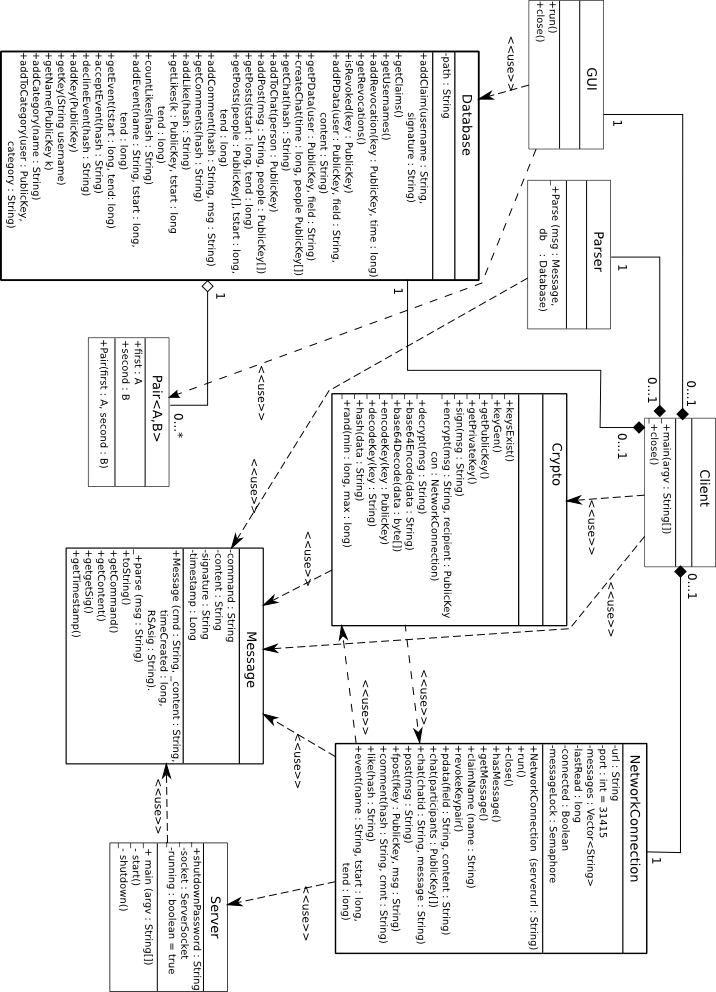 Client
_+main(argv : String[])
_+close()
0...1
0...1
0...1
0...1
GUI
+run()
+close()
1
<<use>>
Parser
_+Parse (msg : Message,
db : Database)
1
Database
-path : String
+addClaim(username : String,
signature : String)
+getClaims()
+getUsernames()
+addRevocation(key : PublicKey, time : long)
+getRevocations()
+isRevoked(key : PublicKey)
+addPData(user : PublicKey, field : String,
content : String)
+getPData(user : PublicKey, field : String)
+createChat(time : long, people PublicKey[])
+getChat(hash : String)
+addToChat(person : PublicKey)
+addPost(msg : String, people : PublicKey[])
+getPosts(tstart : long, tend : long)
+getPosts(people : PublicKey[], tstart : long,
tend : long)
+addComment(hash : String, msg : String)
+getComments(hash : String)
+addLike(hash : String)
+getLikes(k : PublicKey, tstart : long
tend : long)
+countLikes(hash : String)
+addEvent(name : String, tstart : long,
tend : long)
+getEvent(tstart : long, tend: long)
+acceptEvent(hash : String)
+declineEvent(hash : String)
+addKey(PublicKey)
+getKey(String username)
+getName(PublicKey k)
+addCategory(name : String)
+addToCategory(user : PublicKey,
category : String)
1
1
Crypto
+keysExist()
+keyGen()
+getPublicKey()
+getPrivateKey()
+sign(msg : String)
+encrypt(msg : String, recipient : PublicKey
con : NetworkConnection)
+decrypt(msg : String)
+base64Encode(data : String)
+base64Decode(data : byte[])
+encodeKey(key : PublicKey)
+decodeKey(key : String)
+hash(data : String)
+rand(min : long, max : long)
<<use>>
<<use>>
Pair<A,B>
+first : A
+second : B
+Pair(first : A, second : B)
0...*
<<use>>
<<use>>
<<use>>
Message
-command : String
-content : String
-signature : String
-timestamp : Long
+Message (cmd : String, _content : String,
timeCreated : long,
RSAsig : String).
_+parse (msg : String)
+toString()
+getCommand()
+getContent()
+getgetSig()
+getTimestamp()
<<use>>
<<use>>
<<use>>
<<use>>
NetworkConnection
-url : String
-port : int = 31415
-messages : Vector<String>
-lastRead : long
-connected : Boolean
-messageLock : Semaphore
+NetworkConnection (serverurl : String)
+run()
+close()
+hasMessage()
+getMessage()
+claimName (name : String)
+revokeKeypair()
+pdata(field : String, content : String)
+chat(participants : PublicKey[])
+chat(chatid : String, message : String)
+post(msg : String)
+fpost(fkey : PublicKey, msg : String)
+comment(hash : String, cmnt : String)
+like(hash : String)
+event(name : String, tstart : long,
tend : long)
1
<<use>>
Server
+shutdownPassword : String
-socket : ServerSocket
-running : boolean = true
_+ main (argv : String[])
_- start()
_- shutdown()